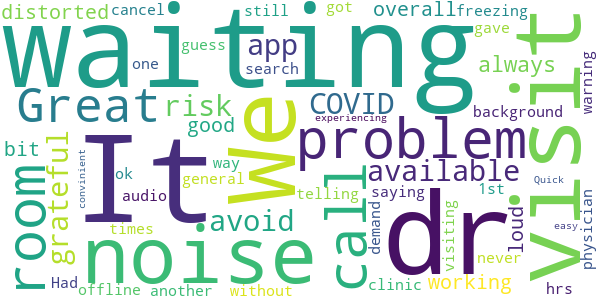 distorted cancel still got overall freezing
waiting
one guess app gave always
search
Great risk COVID background warning
experiencing
good
It we problem visit
bit grateful
convinient ok way available
room audio general telling saying 1st Quick
call dr loud
times avoid demand visiting easy physician
noise never
Had without clinic working
offline another hrs